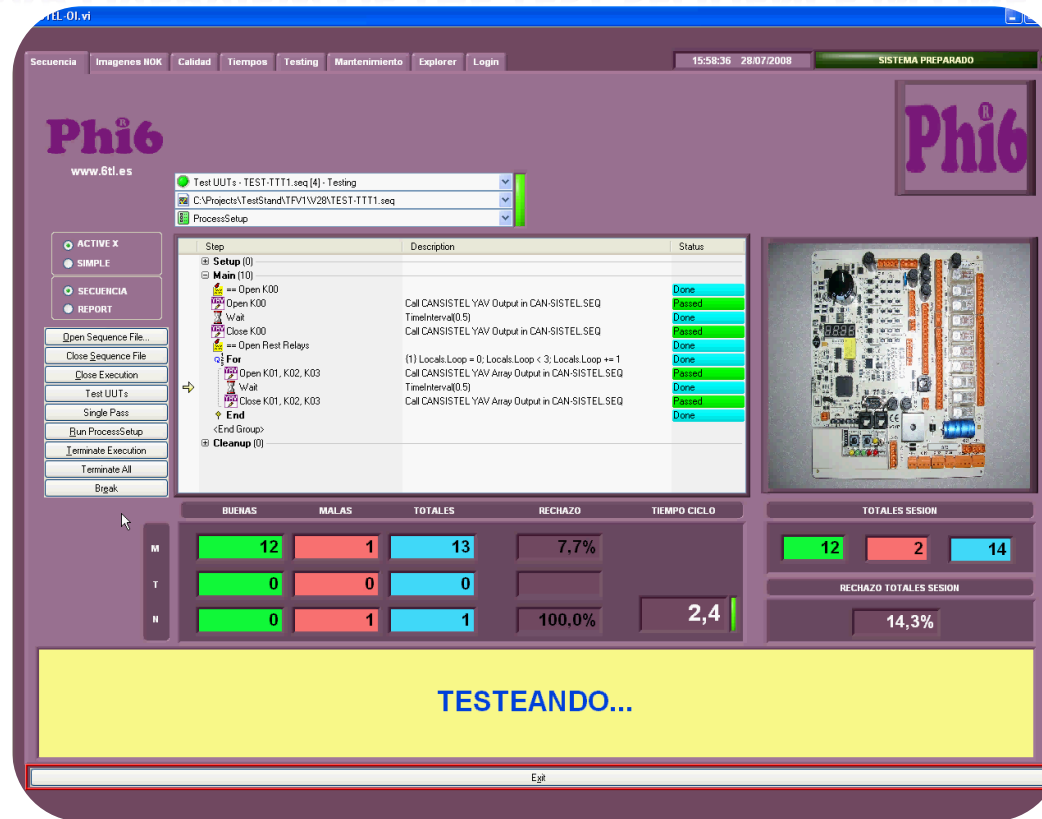 TEL-OI.vi
Secuencia Imagenes NOK Calidad Tiempos Testing Mantenimiento Explorer Login 15:58:36 28/07/2008 SISTEMA PREPARADO
Phi6®
www.6tl.es
Phi6®
Test UUTs - TEST-TTT1.seq [4] - Testing
C:\Projects\TestStand\TFV1\V28\TEST-TTT1.seq
ProcessSetup
ACTIVE X
SIMPLE
SECUENCIA
REPORT
Open Sequence File...
Close Sequence File
Close Execution
Test UUTs
Single Pass
Run ProcessSetup
Terminate Execution
Terminate All
Break
Step Description Status
Setup (0)
Main (10)
== Open K00 Done
Open K00 Call CANSISTEL YAV Output in CAN-SISTEL.SEQ Passed
Wait TimeInterval(0.5) Done
Close K00 Call CANSISTEL YAV Output in CAN-SISTEL.SEQ Passed
== Open Rest Relays Done
For (1) Locals.Loop = 0; Locals.Loop < 3; Locals.Loop += 1 Done
Open K01, K02, K03 Call CANSISTEL YAV Array Output in CAN-SISTEL.SEQ Passed
Wait TimeInterval(0.5) Done
Close K01, K02, K03 Call CANSISTEL YAV Array Output in CAN-SISTEL.SEQ Passed
End Done
<End Group>
Cleanup (0)
BUENAS MALAS TOTALES RECHAZO TIEMPO CICLO
M 12 1 13 7,7%
T 0 0 0
N 0 1 1 100,0% 2,4
TOTALES SESION
12 2 14
RECHAZO TOTALES SESION
14,3%
TESTEANDO...
Exit